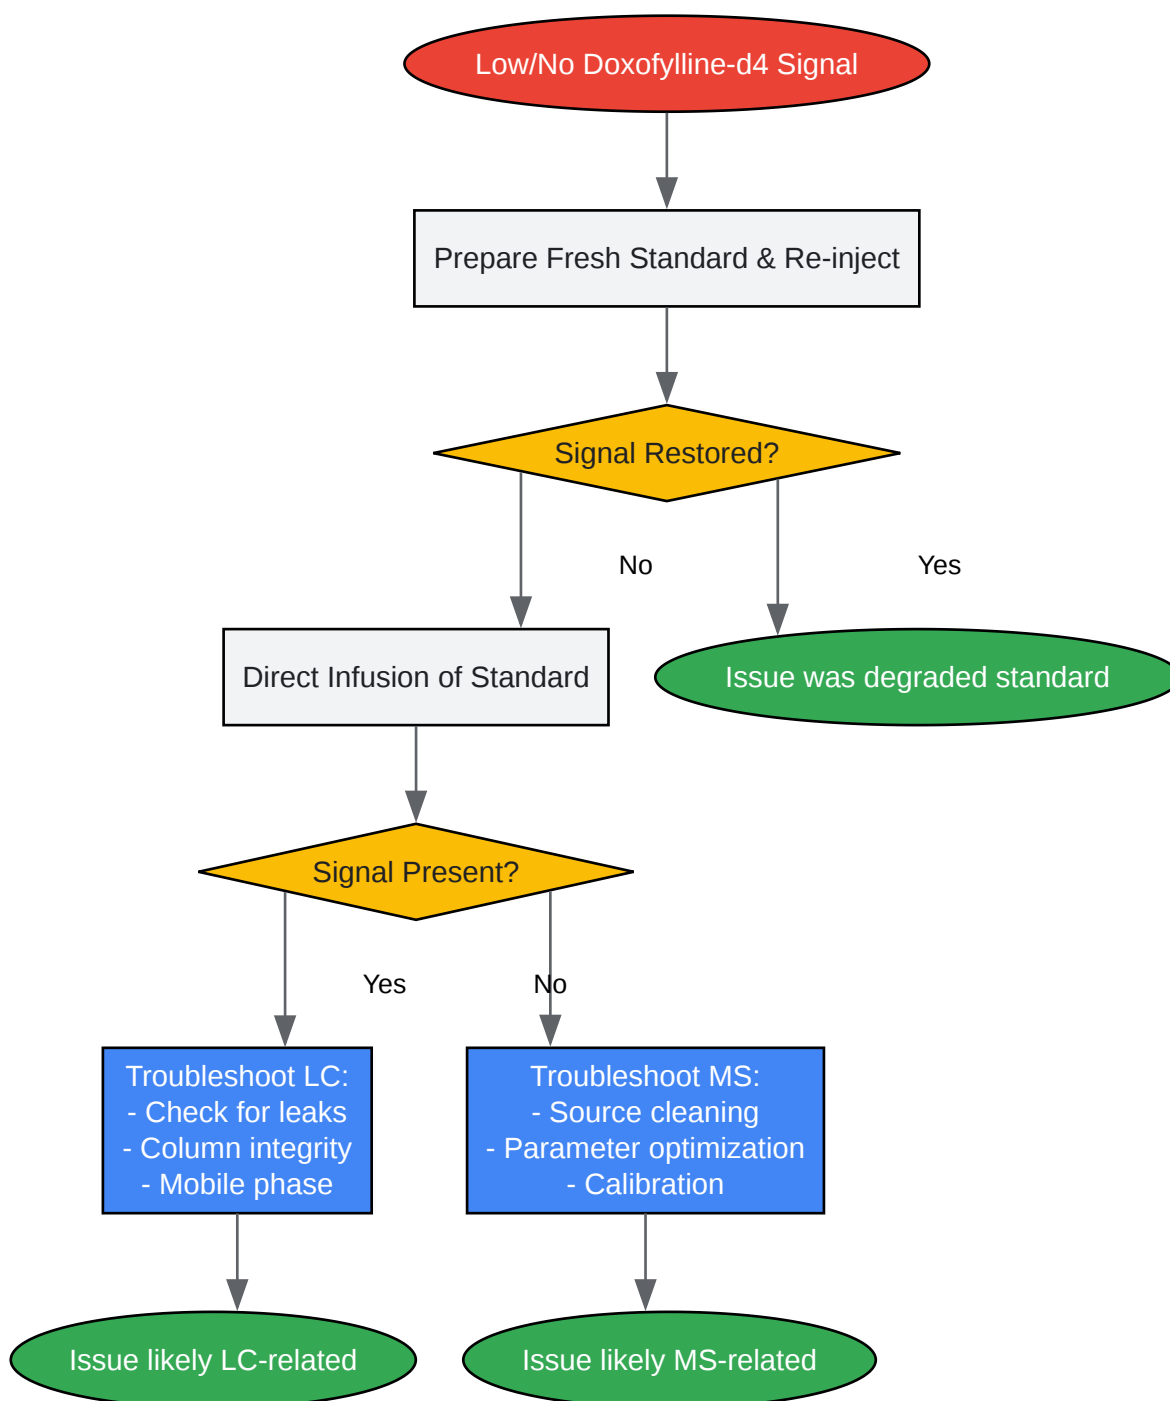 Low/No Doxofylline-d4 Signal
Prepare Fresh Standard & Re-inject
Signal Restored?
No
Yes
Direct Infusion of Standard
Issue was degraded standard
Signal Present?
Yes
No
Troubleshoot LC:
- Check for leaks
- Column integrity
- Mobile phase
Troubleshoot MS:
- Source cleaning
- Parameter optimization
- Calibration
Issue likely LC-related
Issue likely MS-related